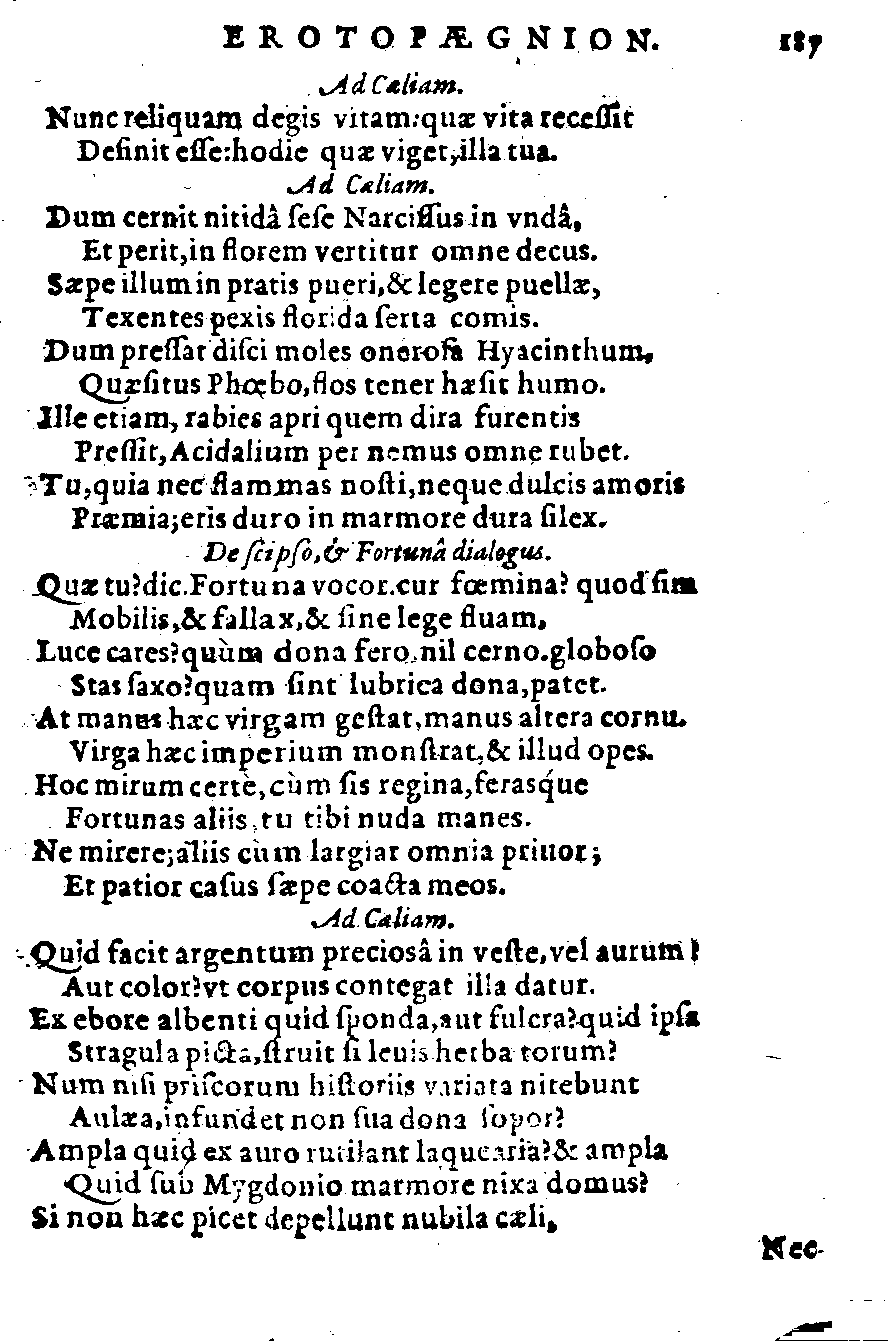 EROTOPÆGNION. 187
Ad Cæliam.
Nunc reliquam degis vitam: quæ vita recessit
Desinit esse: hodie quæ viget, illa tua.
Ad Cæliam.
Dum cernit nitidâ sese Narcissus in vndâ,
Et perit, in florem vertitur omne decus.
Sæpe illum in pratis pueri, & legere puellæ,
Texentes pexis florida serta comis.
Dum pressat disci moles onerosa Hyacinthum,
Quæsitus Phœbo, flos tener hæsit humo.
Ille etiam, rabies apri quem dira furentis
Pressit, Acidalium per nemus omne rubet.
Tu, quia nec flammas nosti, neque dulcis amoris
Præmia; eris duro in marmore dura silex.
De seipso, & Fortunâ dialogus.
Quæ tu? dic. Fortuna vocor. cur fœmina? quod sim
Mobilis, & fallax, & sine lege fluam,
Luce cares? quùm dona fero, nil cerno. globoso
Stas saxo? quam sint lubrica dona, patet.
At manus hæc virgam gestat, manus altera cornu.
Virga hæc imperium monstrat, & illud opes.
Hoc mirum certè, cùm sis regina, ferasq́ue
Fortunas aliis, tu tibi nuda manes.
Ne mirere; aliis cùm largiar omnia priuor;
Et patior casus sæpe coacta meos.
Ad Cæliam.
Quid facit argentum preciosâ in veste, vel aurum?
Aut color? vt corpus contegat illa datur.
Ex ebore albenti quid sponda, aut fulcra? quid ipsa
Stragula picta, struit si leuis herba torum?
Num nisi priscorum historiis variata nitebunt
Aulæa, infundet non sua dona sopor?
Ampla quid ex auro rutilant laquearia? & ampla
Quid sub Mygdonio marmore nixa domus?
Si non hæc picet depellunt nubila cæli,
Nec